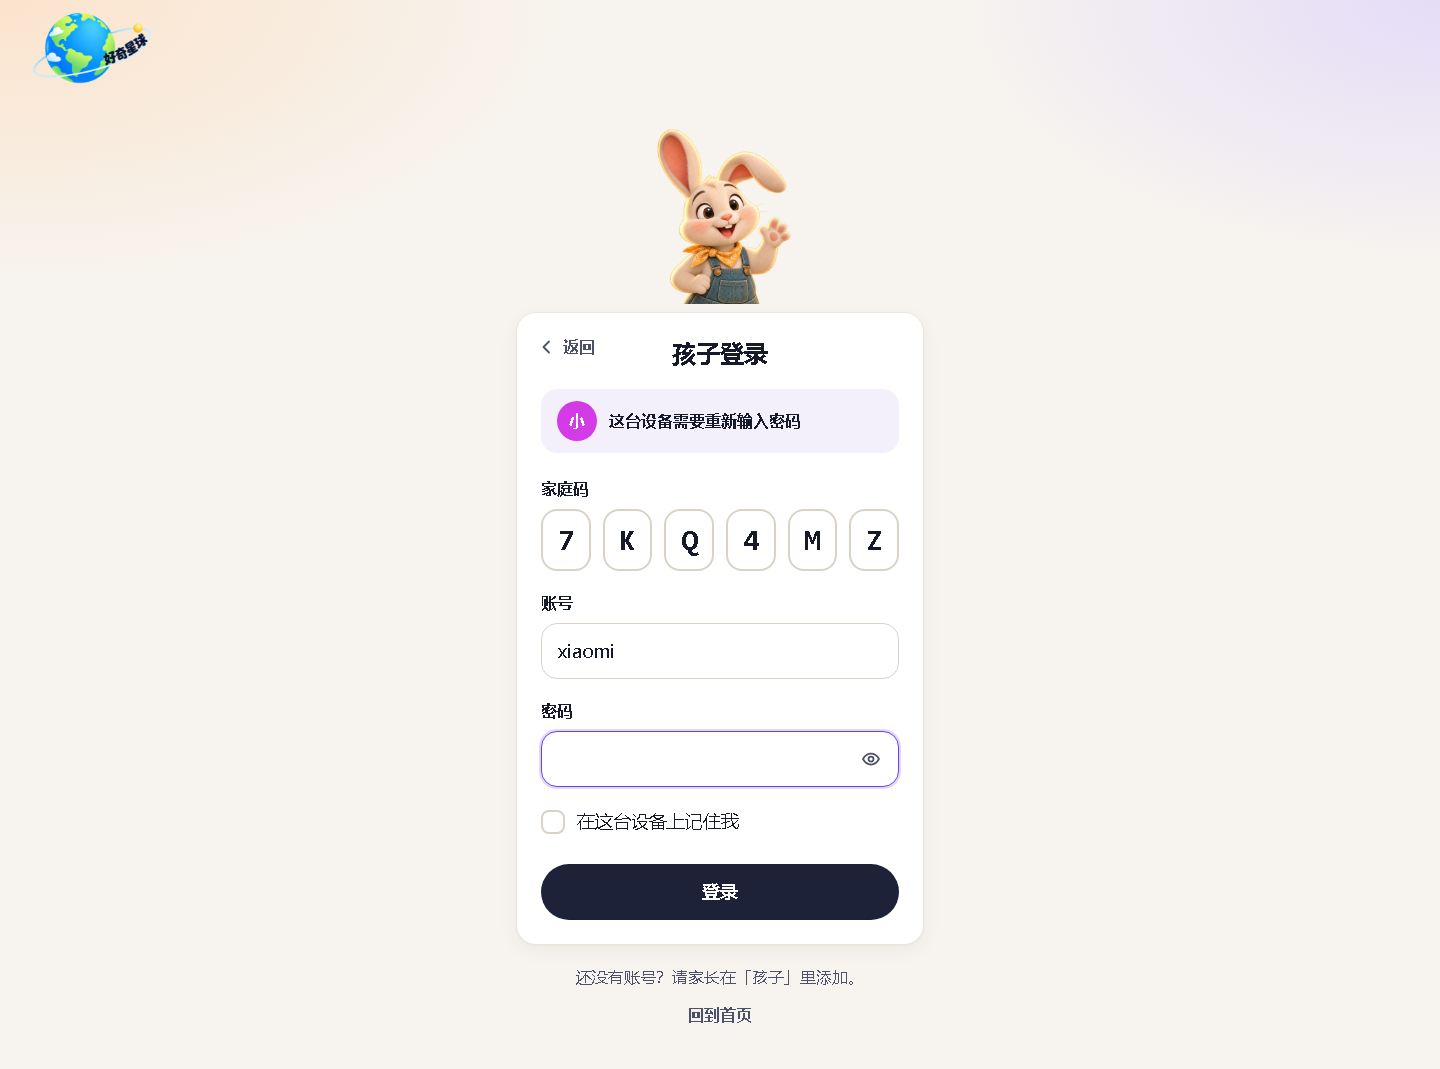 好奇星球
返回
孩子登录
小
这台设备需要重新输入密码
家庭码
7 K Q 4 M Z
账号
xiaomi
密码
在这台设备上记住我
登录
还没有账号？请家长在「孩子」里添加。
回到首页